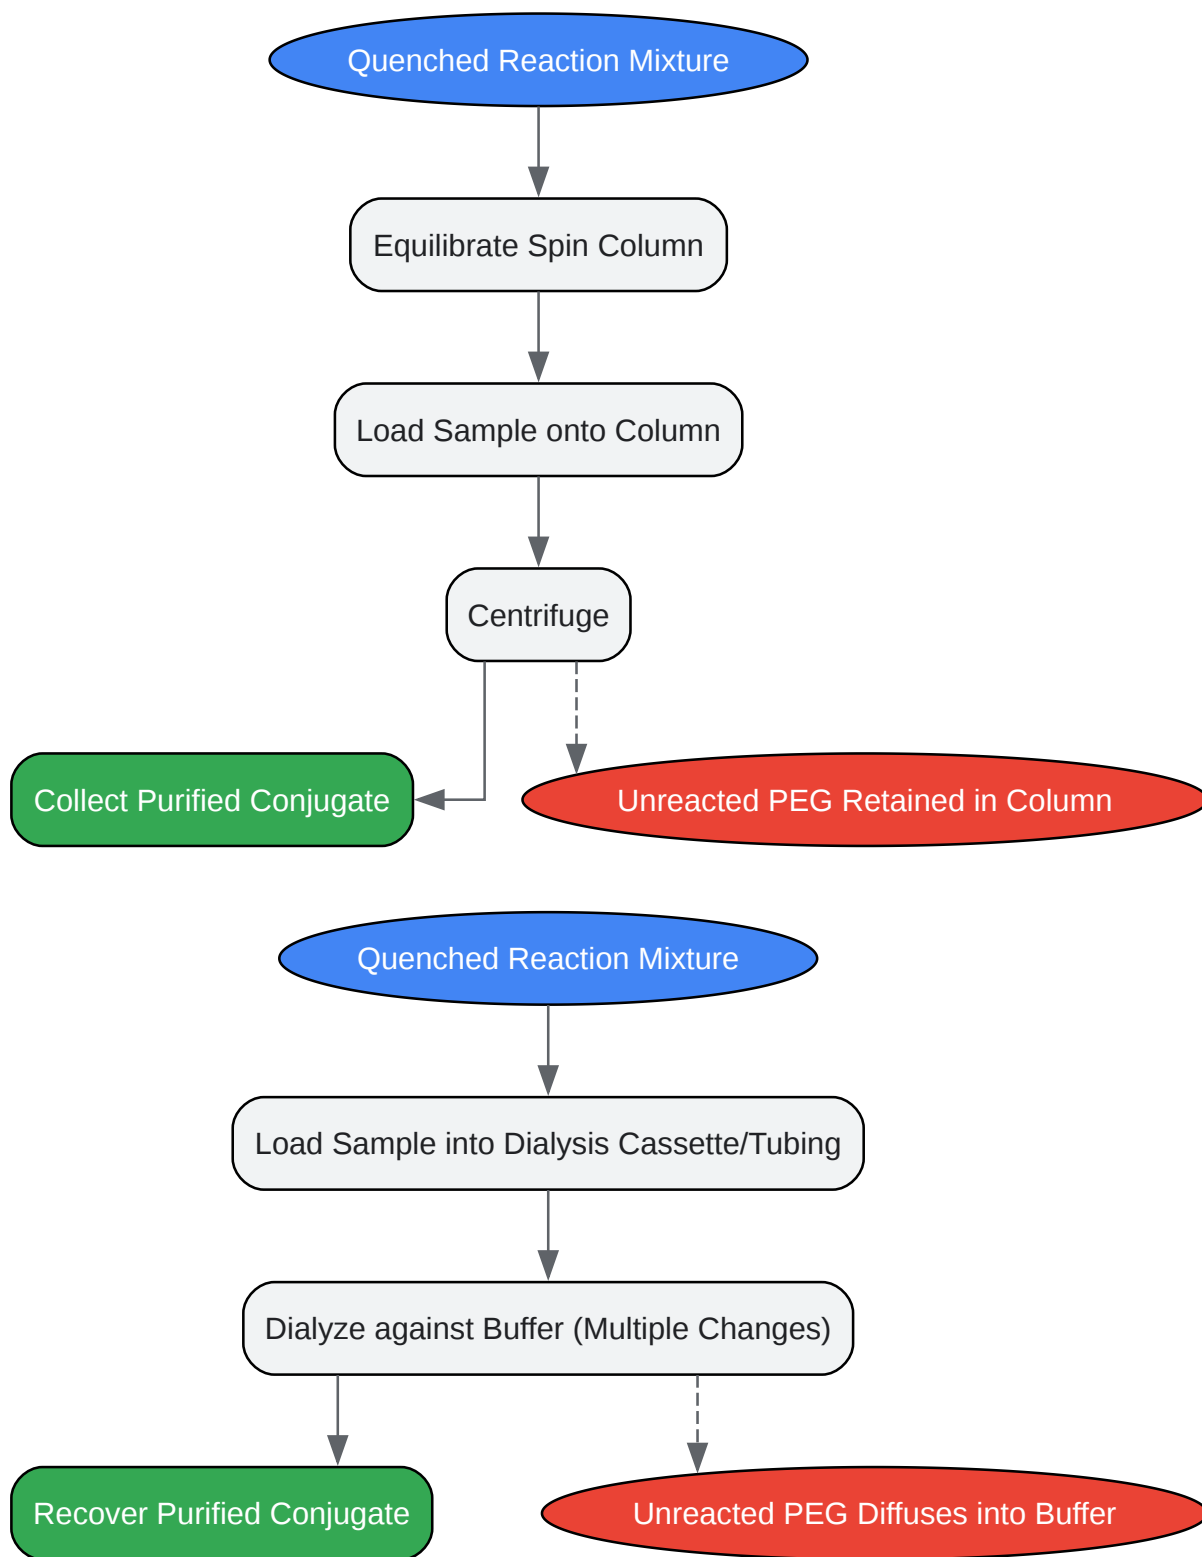 Quenched Reaction Mixture
Equilibrate Spin Column
Load Sample onto Column
Centrifuge
Collect Purified Conjugate
Unreacted PEG Retained in Column
Quenched Reaction Mixture
Load Sample into Dialysis Cassette/Tubing
Dialyze against Buffer (Multiple Changes)
Recover Purified Conjugate
Unreacted PEG Diffuses into Buffer